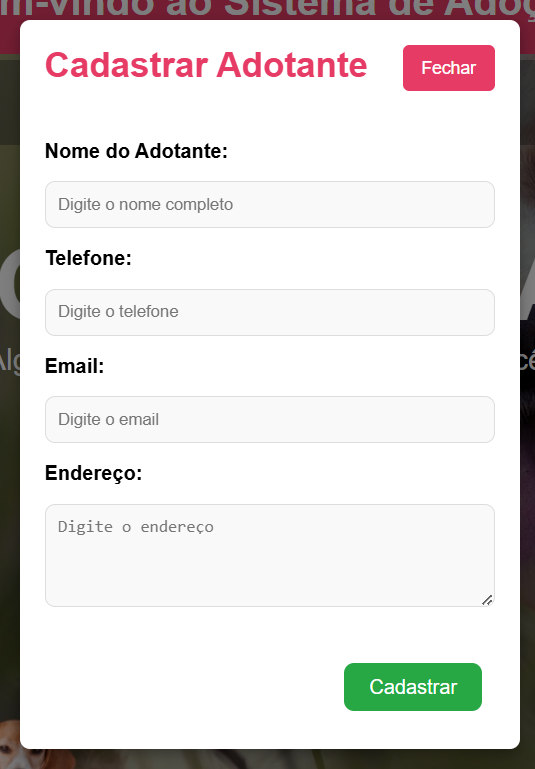 m-vindo ao Sistema de Adoç
Cadastrar Adotante
Fechar
Nome do Adotante:
Digite o nome completo
Telefone:
Digite o telefone
Email:
Digite o email
Endereço:
Digite o endereço
Cadastrar